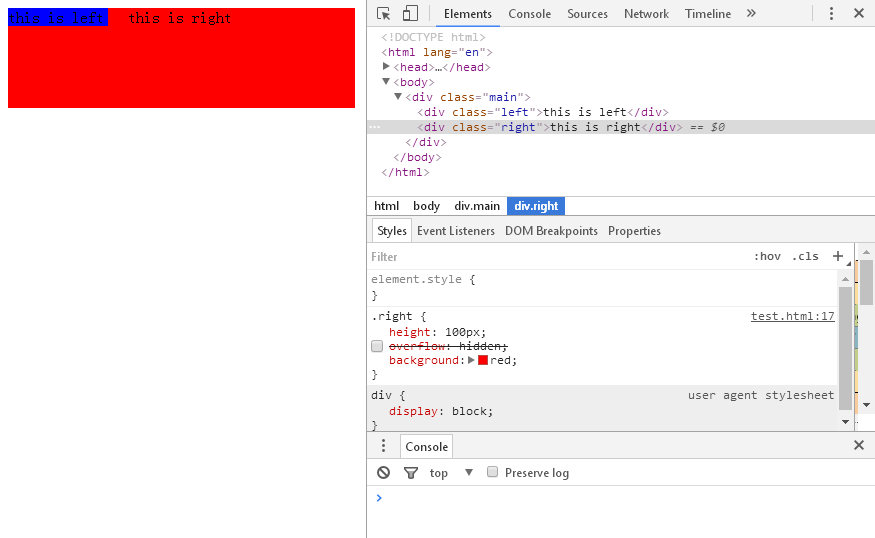 this is left this is right
Elements Console Sources Network Timeline »
<!DOCTYPE html>
<html lang="en">
<head>…</head>
<body>
<div class="main">
<div class="left">this is left</div>
<div class="right">this is right</div> == $0
</div>
</body>
</html>
html body div.main div.right
Styles Event Listeners DOM Breakpoints Properties
Filter :hov .cls +
element.style {
}
.right { test.html:17
height: 100px;
overflow: hidden;
background: red;
}
div { user agent stylesheet
display: block;
}
Console
top Preserve log